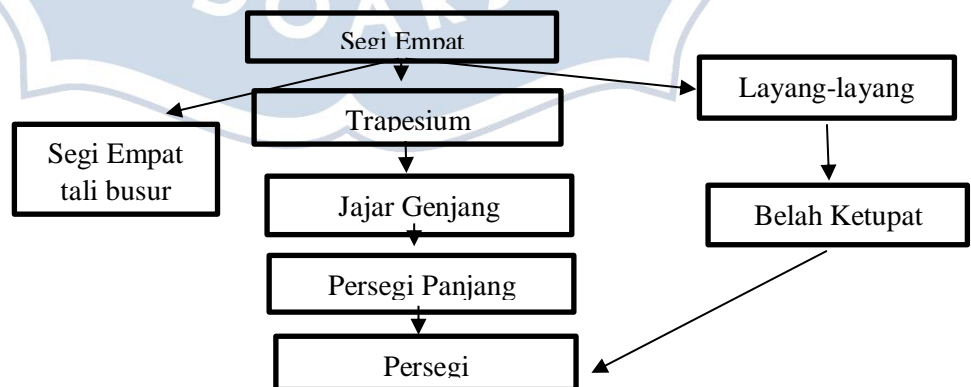 Segi Empat
Layang-layang
Trapesium
Segi Empat
tali busur
Jajar Genjang
Belah Ketupat
Persegi Panjang
Persegi